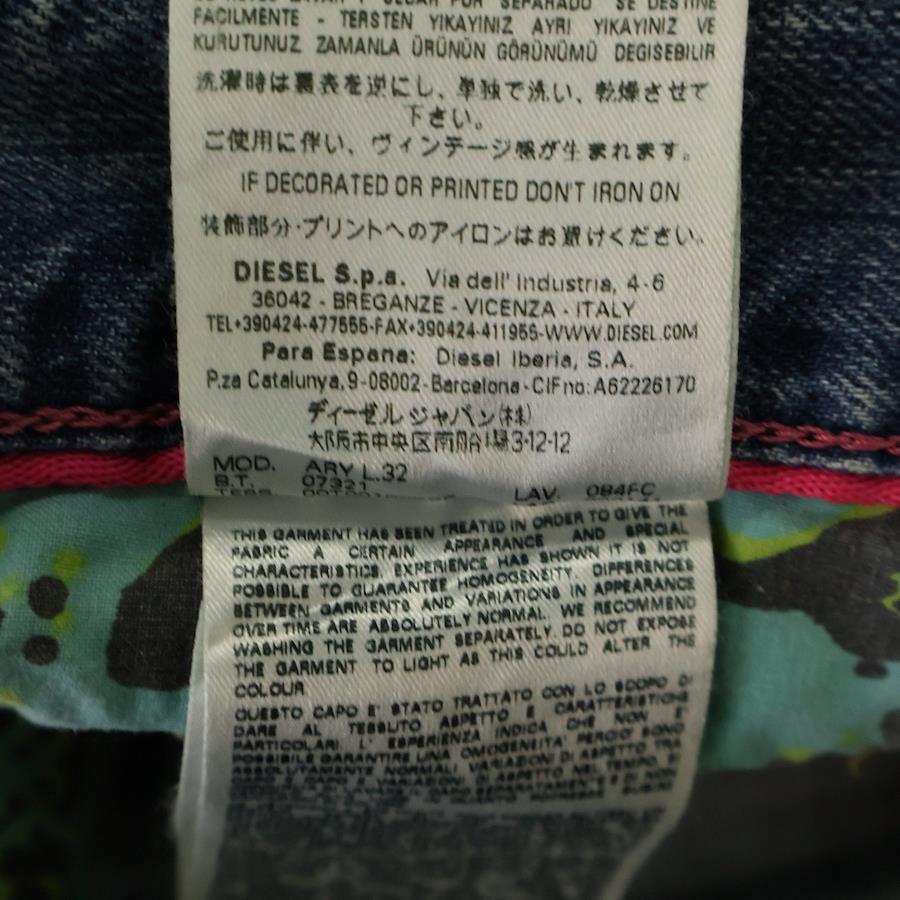 FACILMENTE - TERSTEN YIKAYINIZ AYRI YIKAYINIZ VE
KURUTUNUZ ZAMANLA ÜRÜNÜN GÖRÜNÜMÜ DEGISEBILIR
洗濯時は裏表を逆にし、単独で洗い、乾燥させて
下さい。
ご使用に伴い、ヴィンテージ感が生まれます。
IF DECORATED OR PRINTED DON'T IRON ON
装飾部分・プリントへのアイロンはお避けください。
DIESEL S.p.a. Via dell' Industria, 4-6
36042 - BREGANZE - VICENZA - ITALY
TEL+390424-477555-FAX+390424-411955-WWW.DIESEL.COM
Para Espana: Diesel Iberia, S.A.
P.za Catalunya,9-08002-Barcelona-CIFno:A62226170
ディーゼルジャパン(株)
大阪市中央区南船場3-12-12
MOD. ARY L.32
B.T. 07321
LAV. 084FC
THIS GARMENT HAS BEEN TREATED IN ORDER TO GIVE THE
FABRIC A CERTAIN APPEARANCE AND SPECIAL
CHARACTERISTICS. EXPERIENCE HAS SHOWN IT IS NOT
POSSIBLE TO GUARANTEE HOMOGENEITY. DIFFERENCES
BETWEEN GARMENTS AND VARIATIONS IN APPEARANCE
OVER TIME ARE ABSOLUTELY NORMAL. WE RECOMMEND
WASHING THE GARMENT SEPARATELY. DO NOT EXPOSE
THE GARMENT TO LIGHT AS THIS COULD ALTER THE
COLOUR
QUESTO CAPO E' STATO TRATTATO CON LO SCOPO DI
DARE AL TESSUTO ASPETTO E CARATTERISTICHE
PARTICOLARI. L' ESPERIENZA INDICA CHE NON E'
POSSIBILE GARANTIRE UNA OMOGENEITA' PERCIO' SONO
ASSOLUTAMENTE NORMALI VARIAZIONI DI ASPETTO TRA